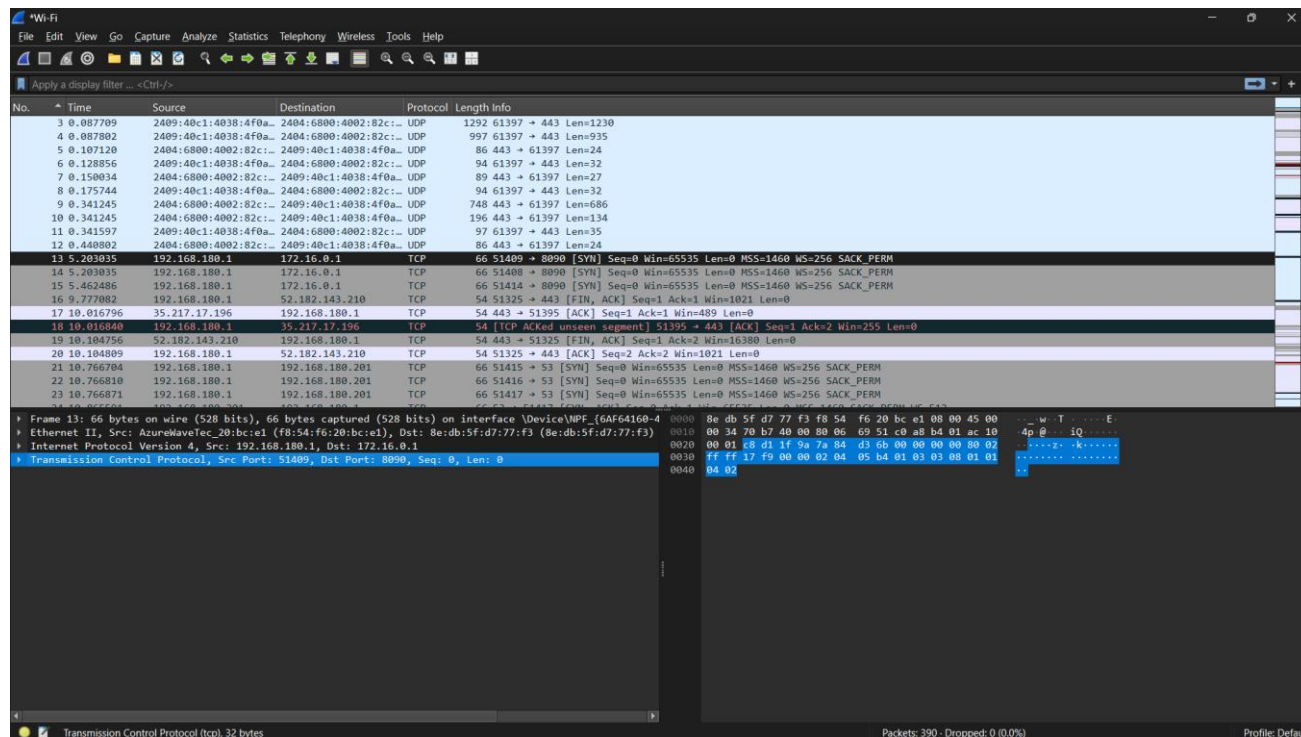 *Wi-Fi
File Edit View Go Capture Analyze Statistics Telephony Wireless Tools Help
Apply a display filter ... <Ctrl-/>
No. Time Source Destination Protocol Length Info
3 0.087709 2409:40c1:4038:4f0a… 2404:6800:4002:82c:… UDP 1292 61397 → 443 Len=1230
4 0.087802 2409:40c1:4038:4f0a… 2404:6800:4002:82c:… UDP 997 61397 → 443 Len=935
5 0.107120 2404:6800:4002:82c:… 2409:40c1:4038:4f0a… UDP 86 443 → 61397 Len=24
6 0.128856 2409:40c1:4038:4f0a… 2404:6800:4002:82c:… UDP 94 61397 → 443 Len=32
7 0.150034 2404:6800:4002:82c:… 2409:40c1:4038:4f0a… UDP 89 443 → 61397 Len=27
8 0.175744 2409:40c1:4038:4f0a… 2404:6800:4002:82c:… UDP 94 61397 → 443 Len=32
9 0.341245 2404:6800:4002:82c:… 2409:40c1:4038:4f0a… UDP 748 443 → 61397 Len=686
10 0.341245 2404:6800:4002:82c:… 2409:40c1:4038:4f0a… UDP 196 443 → 61397 Len=134
11 0.341597 2409:40c1:4038:4f0a… 2404:6800:4002:82c:… UDP 97 61397 → 443 Len=35
12 0.440802 2404:6800:4002:82c:… 2409:40c1:4038:4f0a… UDP 86 443 → 61397 Len=24
13 5.203035 192.168.180.1 172.16.0.1 TCP 66 51409 → 8090 [SYN] Seq=0 Win=65535 Len=0 MSS=1460 WS=256 SACK_PERM
14 5.203035 192.168.180.1 172.16.0.1 TCP 66 51408 → 8090 [SYN] Seq=0 Win=65535 Len=0 MSS=1460 WS=256 SACK_PERM
15 5.462486 192.168.180.1 172.16.0.1 TCP 66 51414 → 8090 [SYN] Seq=0 Win=65535 Len=0 MSS=1460 WS=256 SACK_PERM
16 9.777082 192.168.180.1 52.182.143.210 TCP 54 51325 → 443 [FIN, ACK] Seq=1 Ack=1 Win=1021 Len=0
17 10.016796 35.217.17.196 192.168.180.1 TCP 54 443 → 51395 [ACK] Seq=1 Ack=1 Win=489 Len=0
18 10.016840 192.168.180.1 35.217.17.196 TCP 54 [TCP ACKed unseen segment] 51395 → 443 [ACK] Seq=1 Ack=2 Win=255 Len=0
19 10.104756 52.182.143.210 192.168.180.1 TCP 54 443 → 51325 [FIN, ACK] Seq=1 Ack=2 Win=16380 Len=0
20 10.104809 192.168.180.1 52.182.143.210 TCP 54 51325 → 443 [ACK] Seq=2 Ack=2 Win=1021 Len=0
21 10.766704 192.168.180.1 192.168.180.201 TCP 66 51415 → 53 [SYN] Seq=0 Win=65535 Len=0 MSS=1460 WS=256 SACK_PERM
22 10.766810 192.168.180.1 192.168.180.201 TCP 66 51416 → 53 [SYN] Seq=0 Win=65535 Len=0 MSS=1460 WS=256 SACK_PERM
23 10.766871 192.168.180.1 192.168.180.201 TCP 66 51417 → 53 [SYN] Seq=0 Win=65535 Len=0 MSS=1460 WS=256 SACK_PERM
Frame 13: 66 bytes on wire (528 bits), 66 bytes captured (528 bits) on interface \Device\NPF_{6AF64160-4
Ethernet II, Src: AzureWaveTec_20:bc:e1 (f8:54:f6:20:bc:e1), Dst: 8e:db:5f:d7:77:f3 (8e:db:5f:d7:77:f3)
Internet Protocol Version 4, Src: 192.168.180.1, Dst: 172.16.0.1
Transmission Control Protocol, Src Port: 51409, Dst Port: 8090, Seq: 0, Len: 0
0000 8e db 5f d7 77 f3 f8 54 f6 20 bc e1 08 00 45 00 ··_·w··T · ····E·
0010 00 34 70 b7 40 00 80 06 69 51 c0 a8 b4 01 ac 10 ·4p·@··· iQ······
0020 00 01 c8 d1 1f 9a 7a 84 d3 6b 00 00 00 00 80 02 ······z· ·k······
0030 ff ff 17 f9 00 00 02 04 05 b4 01 03 03 08 01 01 ········ ········
0040 04 02 ··
Transmission Control Protocol (tcp), 32 bytes
Packets: 390 · Dropped: 0 (0.0%)
Profile: Defau